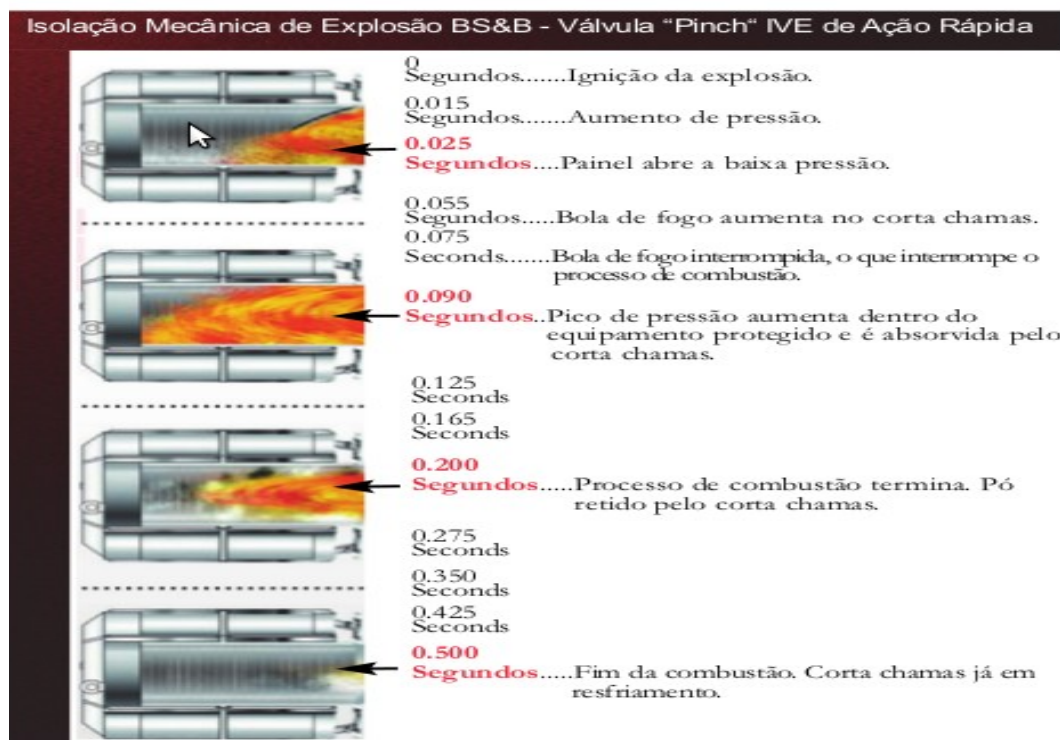 Isolação Mecânica de Explosão BS&B - Válvula “Pinch“ IVE de Ação Rápida
0
Segundos.......Ignição da explosão.
0.015
Segundos.......Aumento de pressão.
0.025
Segundos....Painel abre a baixa pressão.
0.055
Segundos.....Bola de fogo aumenta no corta chamas.
0.075
Seconds.......Bola de fogo interrompida, o que interrompe o
processo de combustão.
0.090
Segundos..Pico de pressão aumenta dentro do
equipamento protegido e é absorvida pelo
corta chamas.
0.125
Seconds
0.165
Seconds
0.200
Segundos.....Processo de combustão termina. Pó
retido pelo corta chamas.
0.275
Seconds
0.350
Seconds
0.425
Seconds
0.500
Segundos.....Fim da combustão. Corta chamas já em
resfriamento.